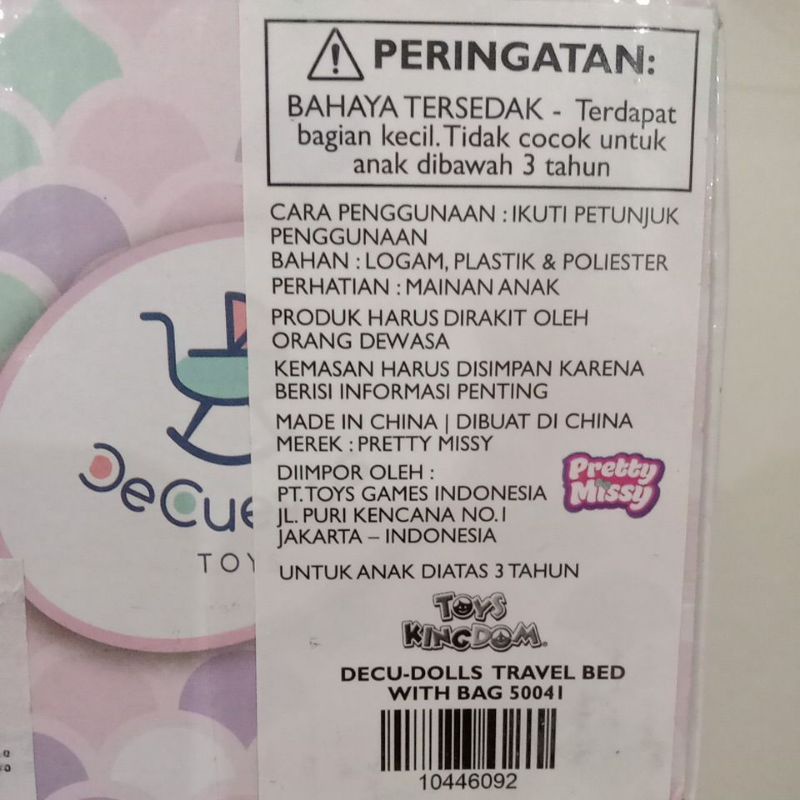 PERINGATAN:
BAHAYA TERSEDAK - Terdapat
bagian kecil. Tidak cocok untuk
anak dibawah 3 tahun
CARA PENGGUNAAN : IKUTI PETUNJUK
PENGGUNAAN
BAHAN : LOGAM, PLASTIK & POLIESTER
PERHATIAN : MAINAN ANAK
PRODUK HARUS DIRAKIT OLEH
ORANG DEWASA
KEMASAN HARUS DISIMPAN KARENA
BERISI INFORMASI PENTING
MADE IN CHINA | DIBUAT DI CHINA
MEREK : PRETTY MISSY
DIIMPOR OLEH :
PT. TOYS GAMES INDONESIA
JL. PURI KENCANA NO.1
JAKARTA – INDONESIA
Pretty
Missy
UNTUK ANAK DIATAS 3 TAHUN
TOYS
KINGDOM.
DECU-DOLLS TRAVEL BED
WITH BAG 50041
10446092
DeCue
TOY